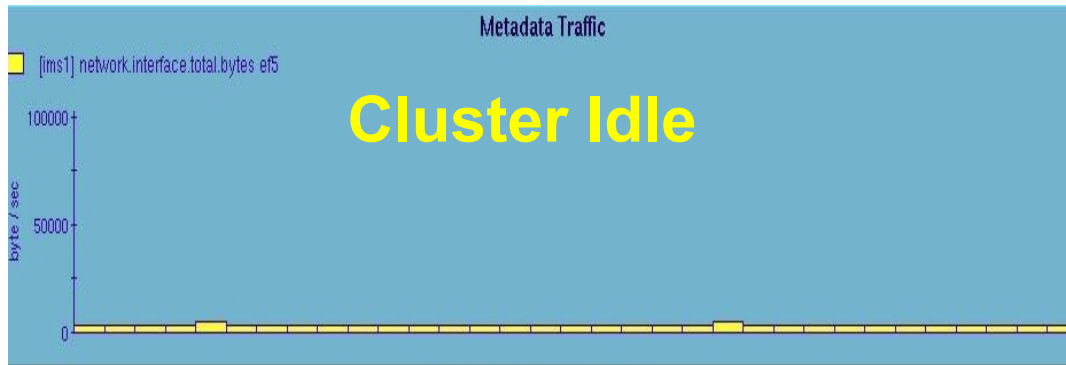 Metadata Traffic
[ims1] network.interface.total.bytes ef5
Cluster Idle
100000
byte / sec
50000
0